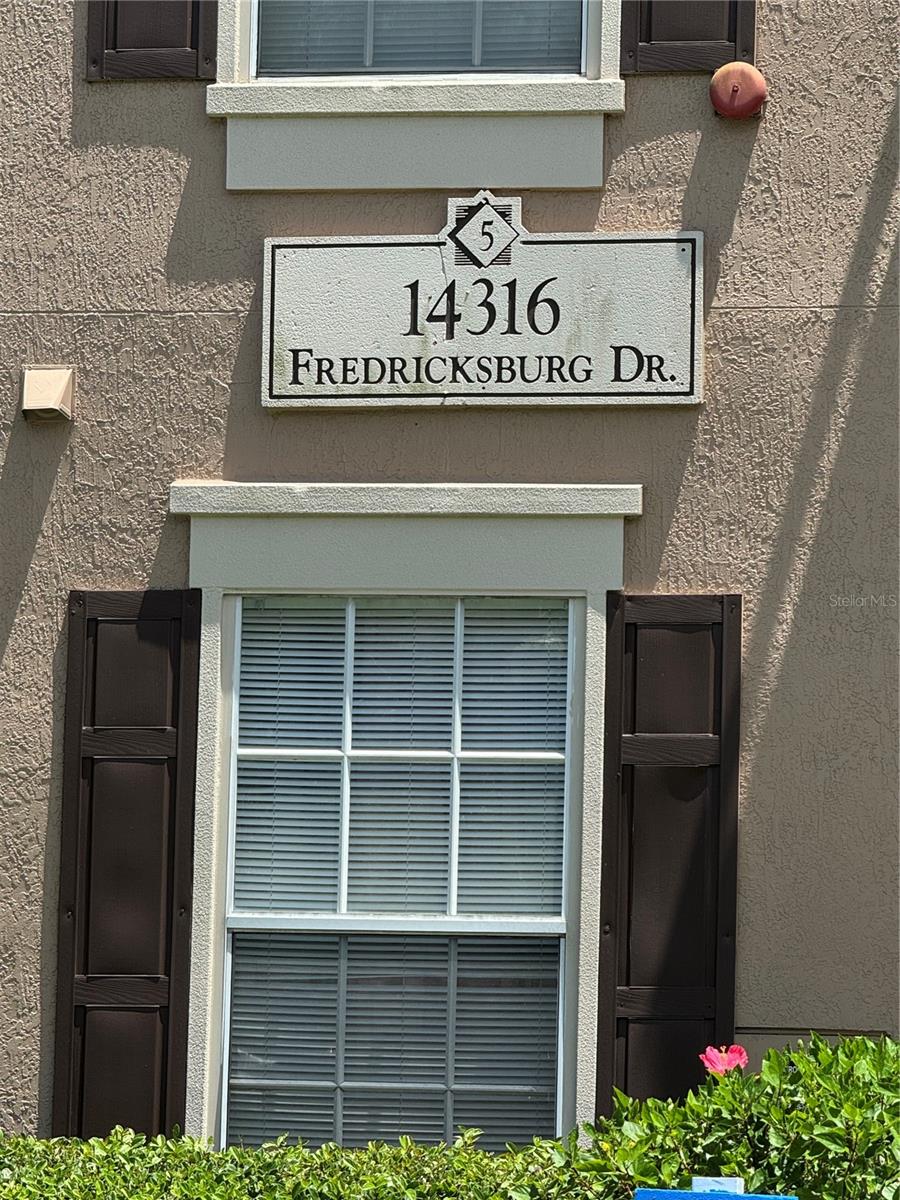 5
14316
FREDRICKSBURG DR.
Stellar MLS